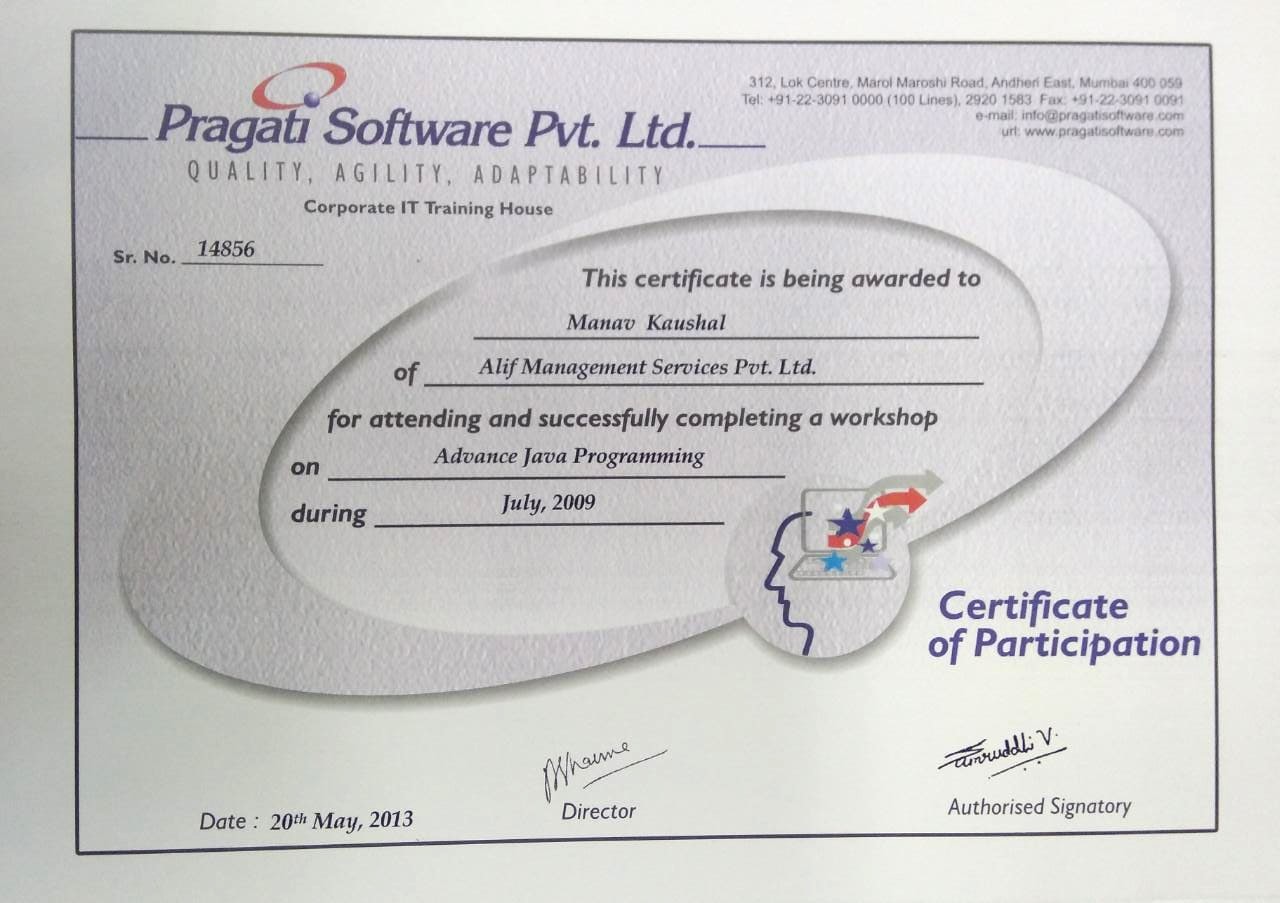 312, Lok Centre, Marol Maroshi Road, Andheri East, Mumbai 400 059
Tel: +91-22-3091 0000 (100 Lines), 2920 1583 Fax: +91-22-3091 0091
e-mail: info@pragatisoftware.com
url: www.pragatisoftware.com
Pragati Software Pvt. Ltd.
QUALITY, AGILITY, ADAPTABILITY
Corporate IT Training House
Sr. No. 14856
This certificate is being awarded to
Manav Kaushal
of Alif Management Services Pvt. Ltd.
for attending and successfully completing a workshop
on Advance Java Programming
during July, 2009
Certificate
of Participation
Date : 20th May, 2013
Director
Authorised Signatory